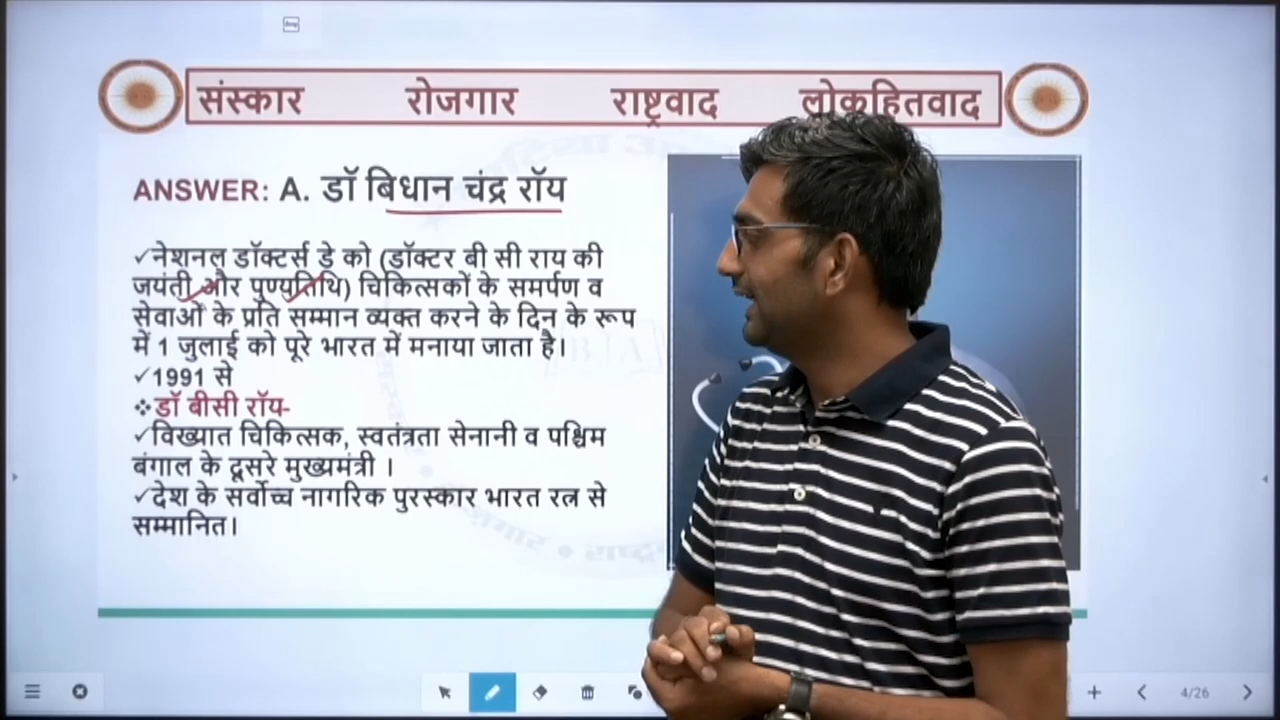 संस्कार रोजगार राष्ट्रवाद लोकहितवाद
ANSWER: A. डॉ बिधान चंद्र रॉय
✓नेशनल डॉक्टर्स डे को (डॉक्टर बी सी राय की
जयंती और पुण्यतिथि) चिकित्सकों के समर्पण व
सेवाओं के प्रति सम्मान व्यक्त करने के दिन के रूप
में 1 जुलाई को पूरे भारत में मनाया जाता है।
✓1991 से
❖डॉ बीसी रॉय-
✓विख्यात चिकित्सक, स्वतंत्रता सेनानी व पश्चिम
बंगाल के दूसरे मुख्यमंत्री ।
✓देश के सर्वोच्च नागरिक पुरस्कार भारत रत्न से
सम्मानित।
4/26